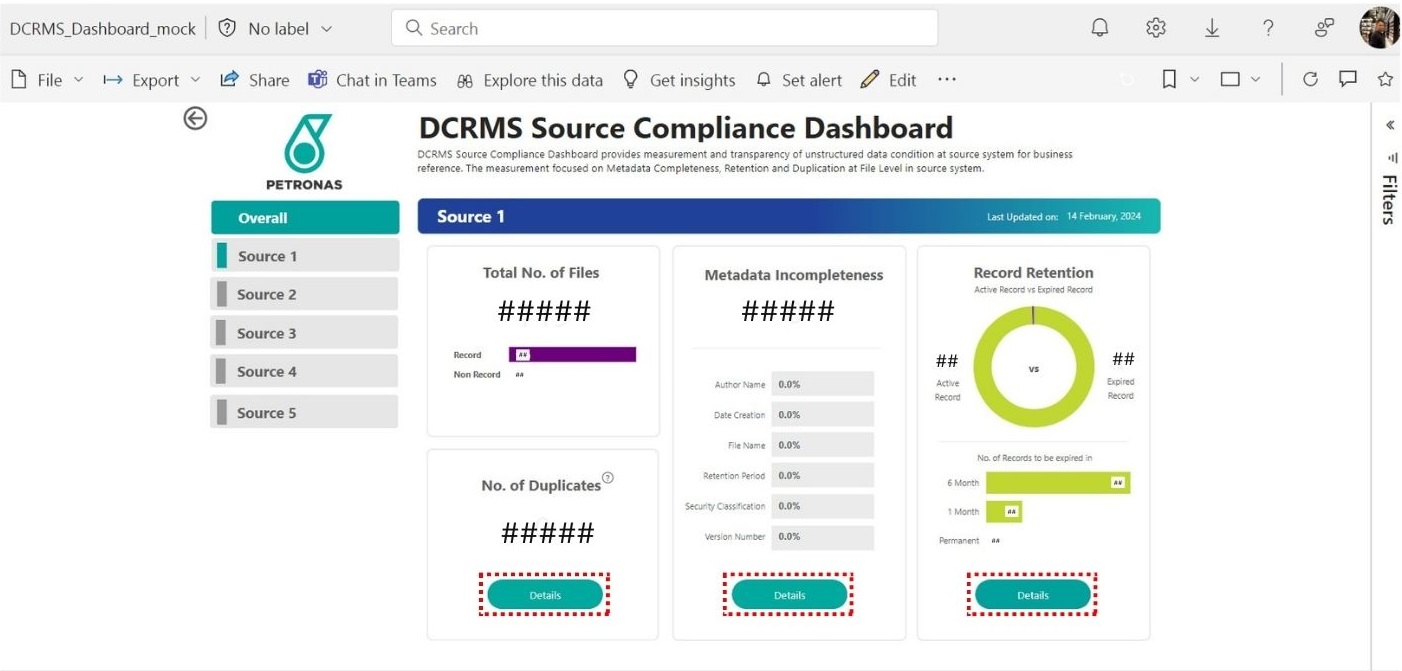 DCRMS_Dashboard_mock
No label
Search
File
Export
Share
Chat in Teams
Explore this data
Get insights
Set alert
Edit
PETRONAS
DCRMS Source Compliance Dashboard
DCRMS Source Compliance Dashboard provides measurement and transparency of unstructured data condition at source system for business
reference. The measurement focused on Metadata Completeness, Retention and Duplication at File Level in source system.
Filters
Overall
Source 1
Source 2
Source 3
Source 4
Source 5
Source 1
Last Updated on: 14 February, 2024
Total No. of Files
#####
Record ##
Non Record ##
No. of Duplicates
#####
Details
Metadata Incompleteness
#####
Author Name 0.0%
Date Creation 0.0%
File Name 0.0%
Retention Period 0.0%
Security Classification 0.0%
Version Number 0.0%
Details
Record Retention
Active Record vs Expired Record
##
Active
Record
vs
##
Expired
Record
No. of Records to be expired in
6 Month ##
1 Month ##
Permanent ##
Details